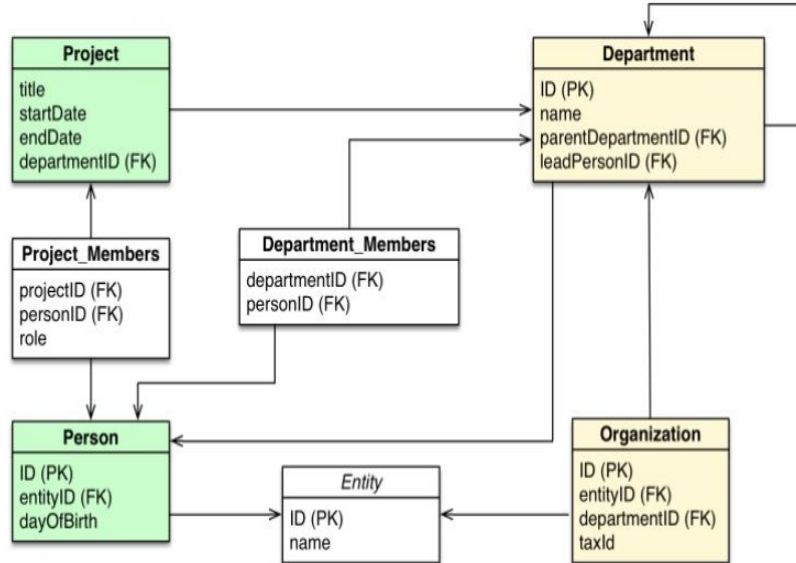 Project
title
startDate
endDate
departmentID (FK)
Department
ID (PK)
name
parentDepartmentID (FK)
leadPersonID (FK)
Project_Members
projectID (FK)
personID (FK)
role
Department_Members
departmentID (FK)
personID (FK)
Person
ID (PK)
entityID (FK)
dayOfBirth
Entity
ID (PK)
name
Organization
ID (PK)
entityID (FK)
departmentID (FK)
taxId